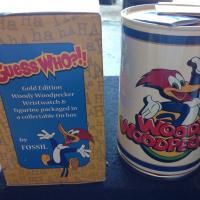 Guess Who?!!
Gold Edition
Woody Woodpecker
Wristwatch &
figurine packaged in
a collectable tin box
by FOSSIL
WOODY
WOODPECKER